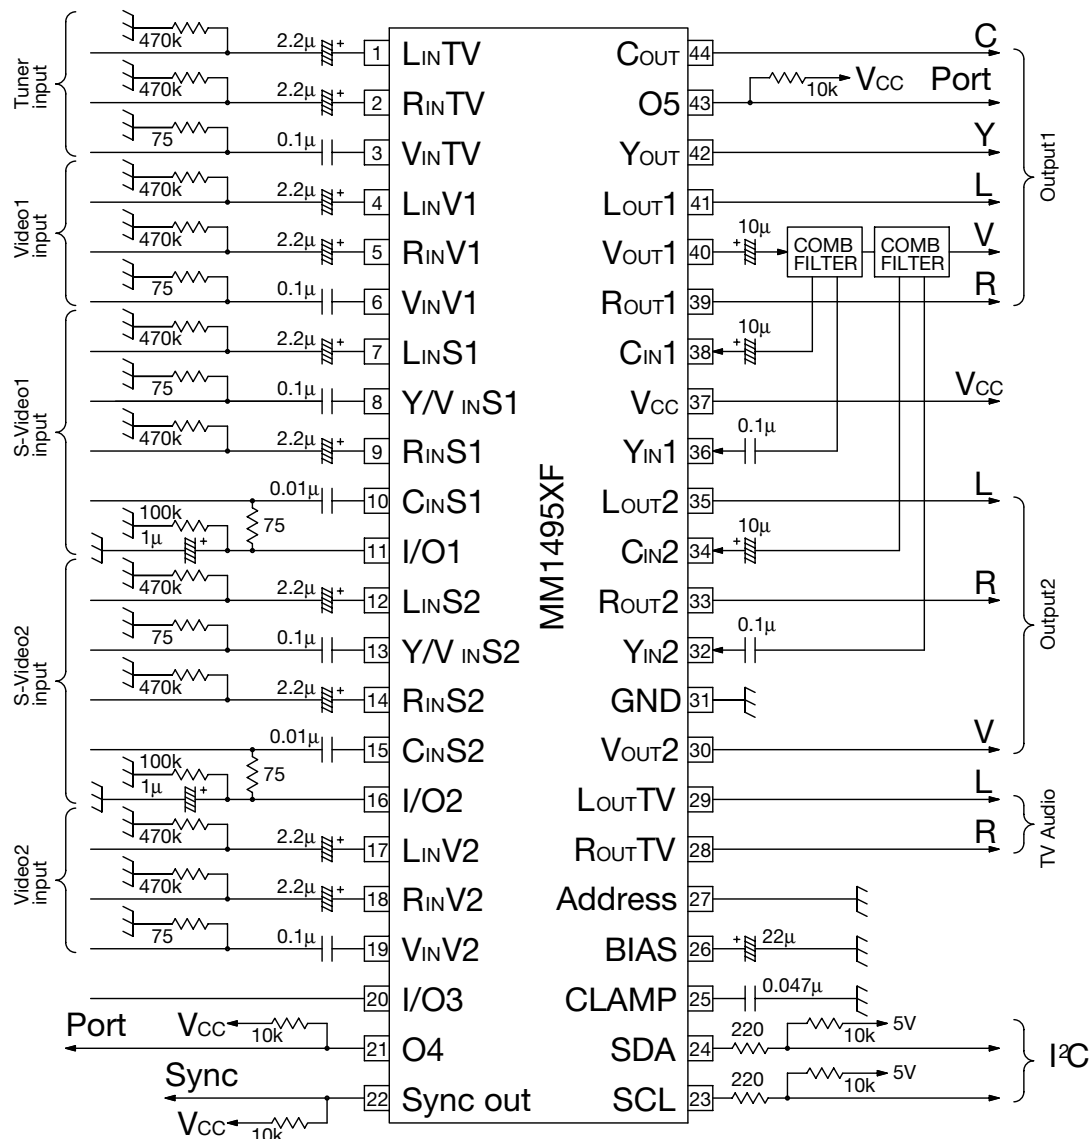 Tuner input
470k 2.2μ + 1 LINTV
470k 2.2μ + 2 RINTV
75 0.1μ 3 VINTV
Video1 input
470k 2.2μ + 4 LINV1
470k 2.2μ + 5 RINV1
75 0.1μ 6 VINV1
S-Video1 input
470k 2.2μ + 7 LINS1
75 0.1μ 8 Y/V INS1
470k 2.2μ + 9 RINS1
0.01μ 10 CINS1
100k 75
1μ + 11 I/O1
S-Video2 input
470k 2.2μ + 12 LINS2
75 0.1μ 13 Y/V INS2
470k 2.2μ + 14 RINS2
0.01μ 15 CINS2
100k 75
1μ + 16 I/O2
Video2 input
470k 2.2μ + 17 LINV2
470k 2.2μ + 18 RINV2
75 0.1μ 19 VINV2
20 I/O3
Port VCC 10k 21 O4
Sync 22 Sync out
VCC 10k
MM1495XF
COUT 44 C
10k VCC
O5 43 Port
YOUT 42 Y
LOUT1 41 L
VOUT1 40 + 10μ COMB FILTER COMB FILTER V
ROUT1 39 R
Output1
CIN1 38 + 10μ
VCC 37 VCC
YIN1 36 0.1μ
LOUT2 35 L
CIN2 34 + 10μ
ROUT2 33 R
YIN2 32 0.1μ
GND 31
VOUT2 30 V
Output2
LOUTTV 29 L
ROUTTV 28 R
TV Audio
Address 27
BIAS 26 + 22μ
CLAMP 25 0.047μ
SDA 24 220 10k 5V
SCL 23 220 10k 5V
I²C